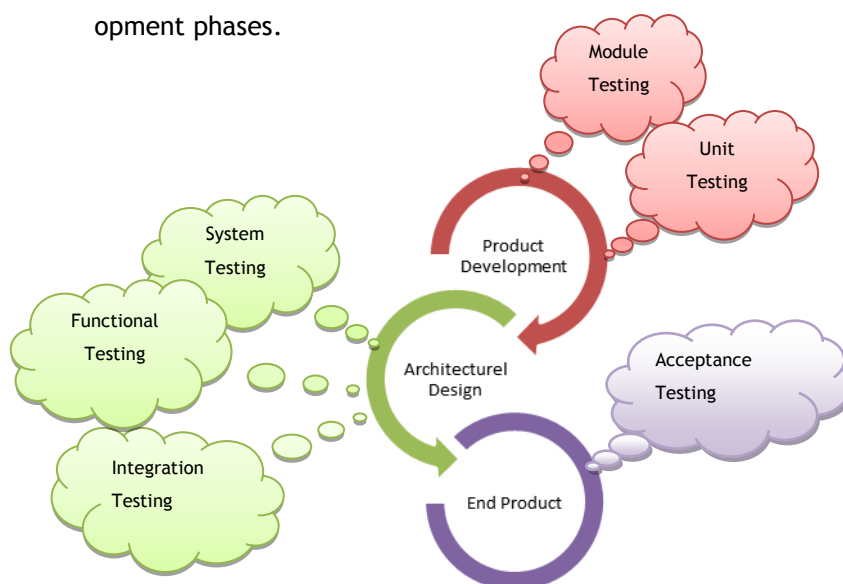 opment phases.
Module
Testing
Unit
Testing
Product
Development
System
Testing
Functional
Testing
Architecturel
Design
Acceptance
Testing
Integration
Testing
End Product